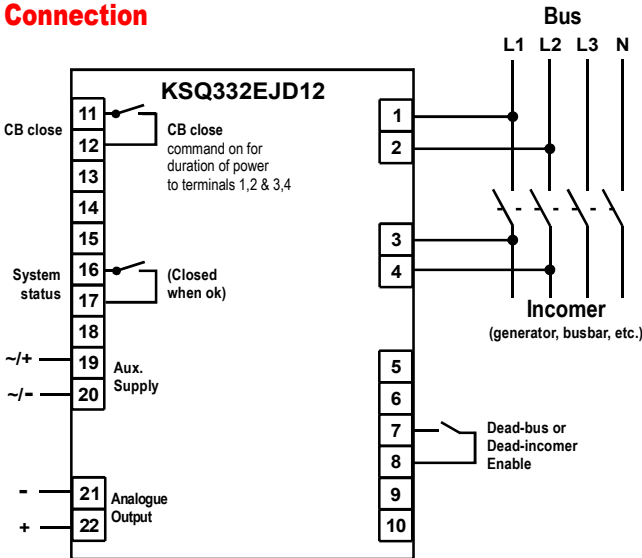 Connection
Bus
L1 L2 L3 N
KSQ332EJD12
CB close
11
12
13
14
15
16
17
18
19
20
21
22
CB close
command on for
duration of power
to terminals 1,2 & 3,4
System
status
(Closed
when ok)
~/+
~/-
Aux.
Supply
-
+
Analogue
Output
1
2
3
4
5
6
7
8
9
10
Incomer
(generator, busbar, etc.)
Dead-bus or
Dead-incomer
Enable